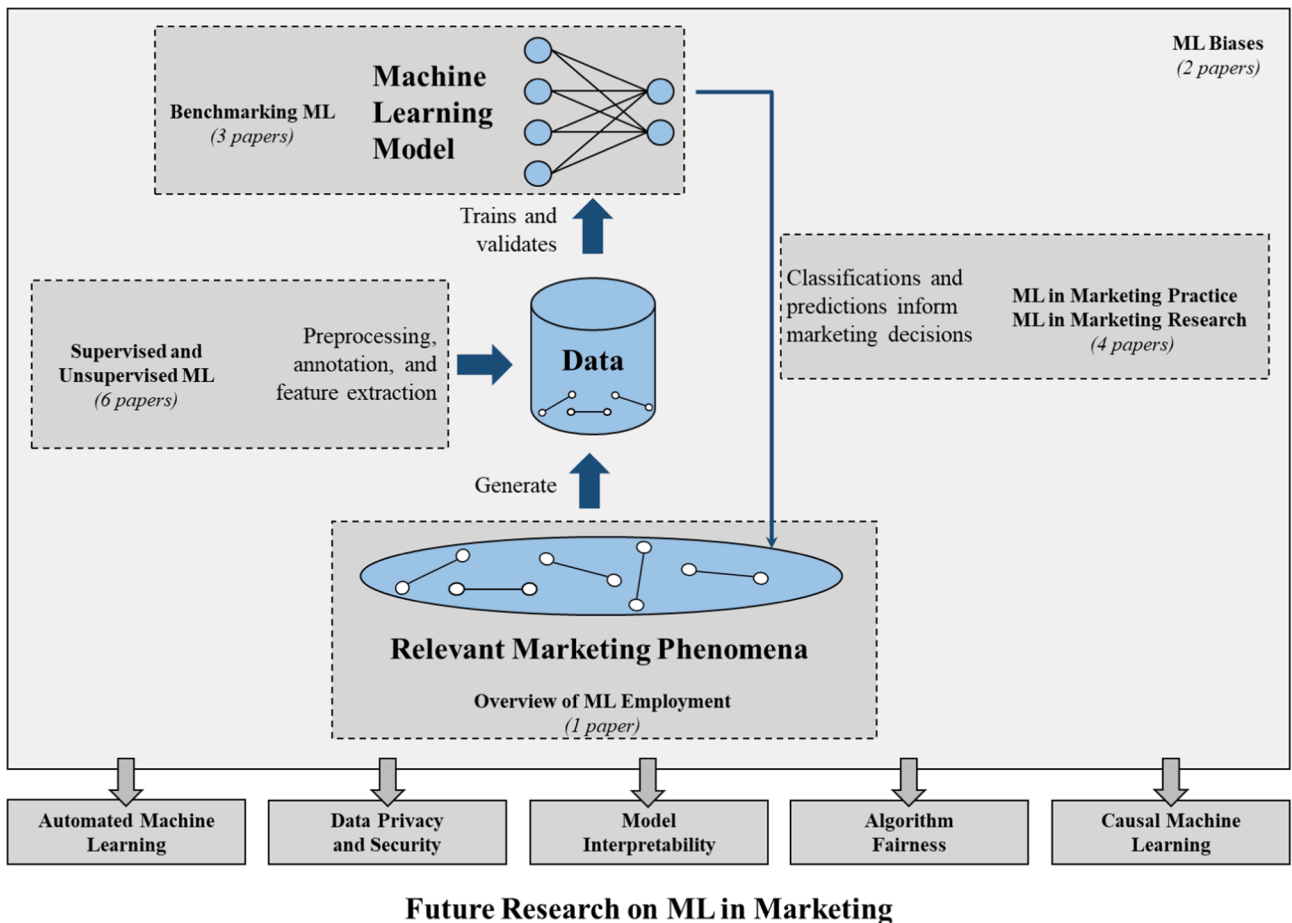 ML Biases
(2 papers)
Benchmarking ML
(3 papers)
Machine
Learning
Model
Trains and
validates
Supervised and
Unsupervised ML
(6 papers)
Preprocessing,
annotation, and
feature extraction
Data
Classifications and
predictions inform
marketing decisions
ML in Marketing Practice
ML in Marketing Research
(4 papers)
Generate
Relevant Marketing Phenomena
Overview of ML Employment
(1 paper)
Automated Machine
Learning
Data Privacy
and Security
Model
Interpretability
Algorithm
Fairness
Causal Machine
Learning
Future Research on ML in Marketing